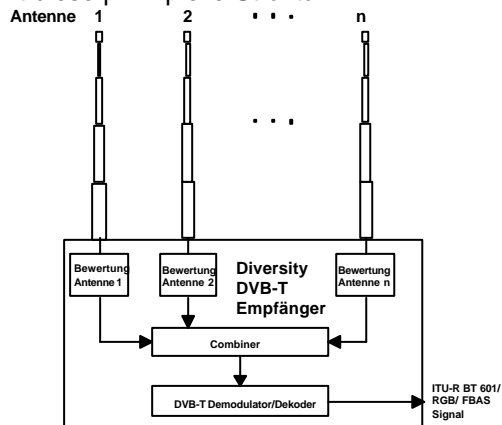 Antenne 1 2 n
Bewertung
Antenne 1
Bewertung
Antenne 2
Diversity
DVB-T
Empfänger
Bewertung
Antenne n
Combiner
DVB-T Demodulator/Dekoder
ITU-R BT 601/
RGB/ FBAS
Signal